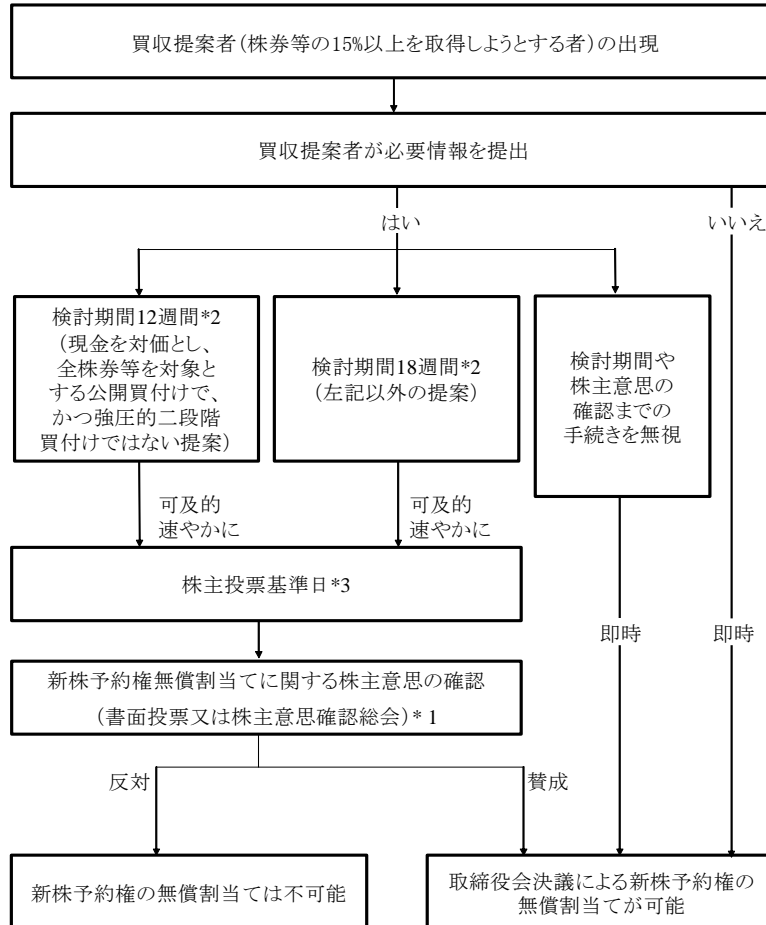 買収提案者(株券等の15%以上を取得しようとする者)の出現
買収提案者が必要情報を提出
はい
いいえ
検討期間12週間*2
(現金を対価とし、
全株券等を対象と
する公開買付けで、
かつ強圧的二段階
買付けではない提案)
検討期間18週間*2
(左記以外の提案)
検討期間や
株主意思の
確認までの
手続きを無視
可及的
速やかに
可及的
速やかに
株主投票基準日*3
即時
即時
新株予約権無償割当てに関する株主意思の確認
(書面投票又は株主意思確認総会)* 1
反対
賛成
新株予約権の無償割当ては不可能
取締役会決議による新株予約権の
無償割当てが可能